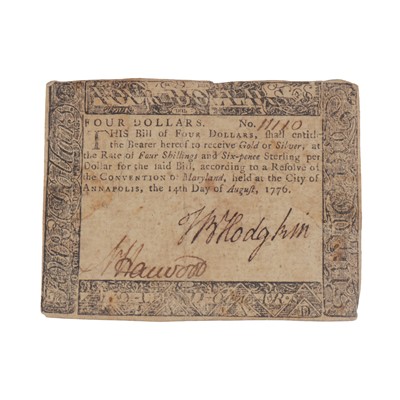 FOUR DOLLARS. No. 11110
THIS Bill of FOUR DOLLARS, shall entitle
the Bearer hereof to receive Gold or Silver, at
the Rate of Four Shillings and Six-pence Sterling per
Dollar for the said Bill, according to a Resolve of
the CONVENTION of Maryland, held at the City of
ANNAPOLIS, the 14th Day of August, 1776.
TB Hodgkin
N Harwood